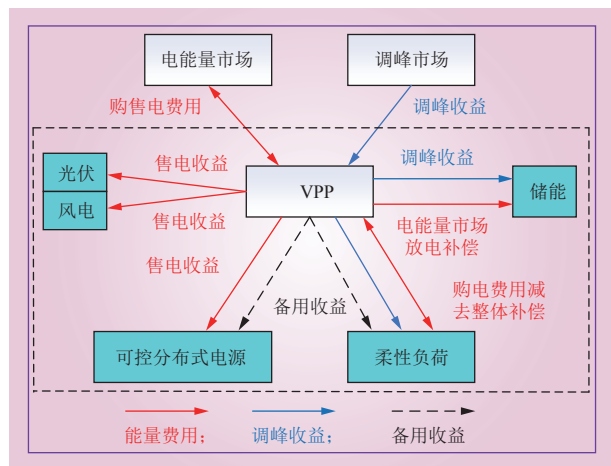 电能量市场
调峰市场
购售电费用
调峰收益
光伏
风电
售电收益
售电收益
售电收益
VPP
调峰收益
储能
电能量市场
放电补偿
备用收益
购电费用减
去整体补偿
可控分布式电源
柔性负荷
能量费用;
调峰收益;
备用收益